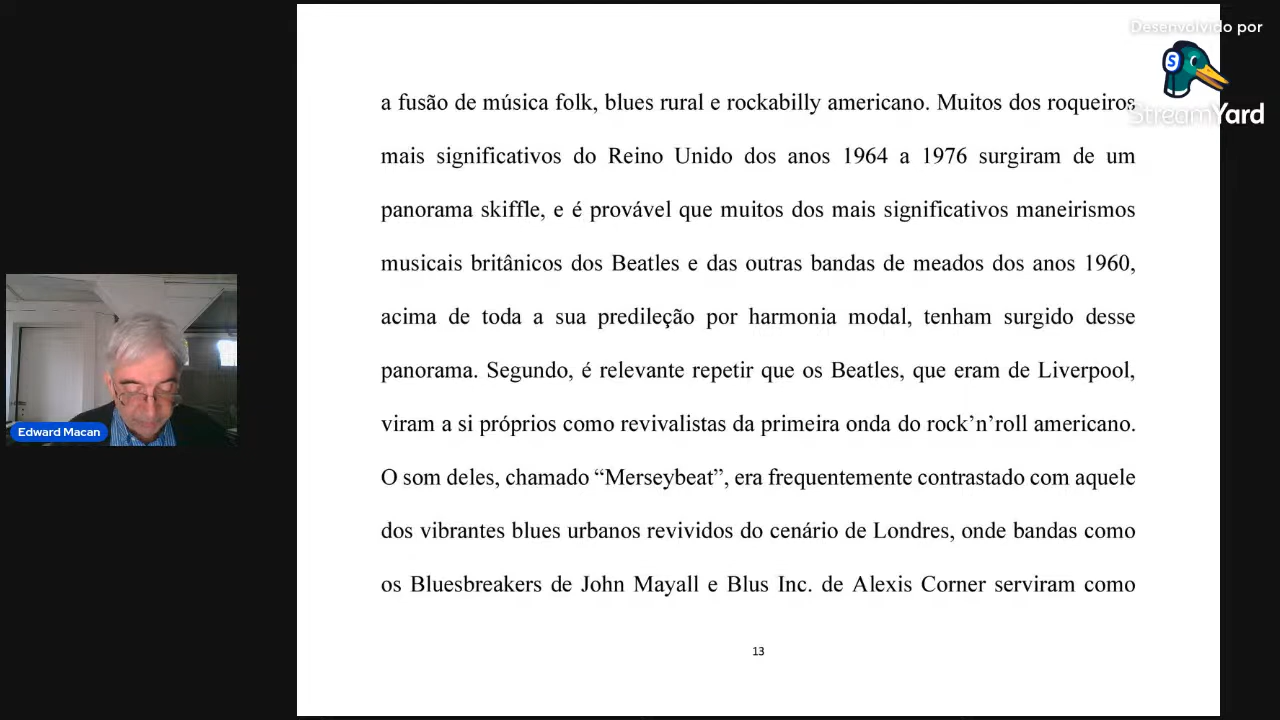 Desenvolvido por
StreamYard
a fusão de música folk, blues rural e rockabilly americano. Muitos dos roqueiros
mais significativos do Reino Unido dos anos 1964 a 1976 surgiram de um
panorama skiffle, e é provável que muitos dos mais significativos maneirismos
musicais britânicos dos Beatles e das outras bandas de meados dos anos 1960,
acima de toda a sua predileção por harmonia modal, tenham surgido desse
panorama. Segundo, é relevante repetir que os Beatles, que eram de Liverpool,
viram a si próprios como revivalistas da primeira onda do rock’n’roll americano.
O som deles, chamado “Merseybeat”, era frequentemente contrastado com aquele
dos vibrantes blues urbanos revividos do cenário de Londres, onde bandas como
os Bluesbreakers de John Mayall e Blus Inc. de Alexis Corner serviram como
13
Edward Macan